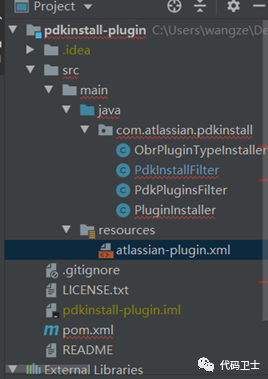 Project
pdkinstall-plugin C:\wangze\De
.idea
src
main
java
com.atlassian.pdkinstall
ObrPluginTypeInstaller
PdkInstallFilter
PdkPluginsFilter
PluginInstaller
resources
atlassian-plugin.xml
.gitignore
LICENSE.txt
pdkinstall-plugin.iml
pom.xml
README
External Libraries
代码卫士